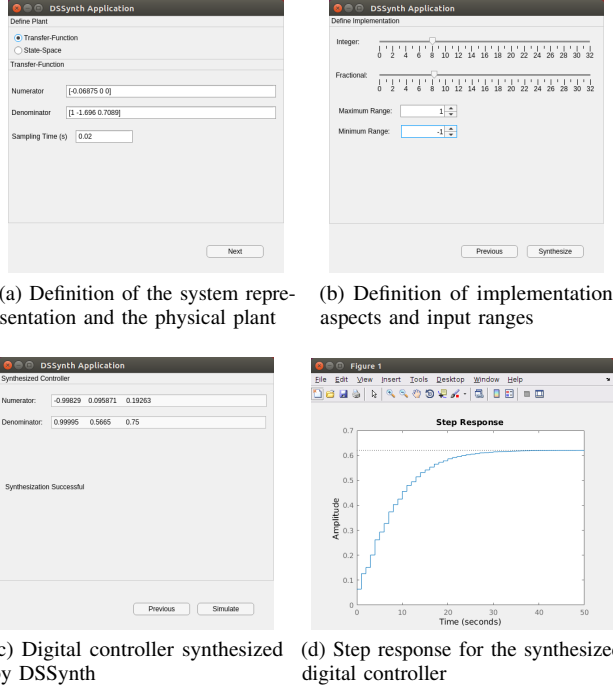 DSSynth Application
Define Plant
Transfer-Function
State-Space
Transfer-Function
Numerator [-0.06875 0 0]
Denominator [1 -1.696 0.7089]
Sampling Time (s) 0.02
Next
DSSynth Application
Define Implementation
Integer:
0 2 4 6 8 10 12 14 16 18 20 22 24 26 28 30 32
Fractional:
0 2 4 6 8 10 12 14 16 18 20 22 24 26 28 30 32
Maximum Range: 1
Minimum Range: -1
Previous Synthesize
(a) Definition of the system repre-
sentation and the physical plant
(b) Definition of implementation
aspects and input ranges
DSSynth Application
Synthesized Controller
Numerator: -0.99829 0.095871 0.19263
Denominator: 0.99995 0.5665 0.75
Synthesization Successful
Previous Simulate
Figure 1
File Edit View Insert Tools Desktop Window Help
Step Response
Amplitude
0.7
0.6
0.5
0.4
0.3
0.2
0.1
0
0 10 20 30 40 50
Time (seconds)
c) Digital controller synthesized
by DSSynth
(d) Step response for the synthesized
digital controller